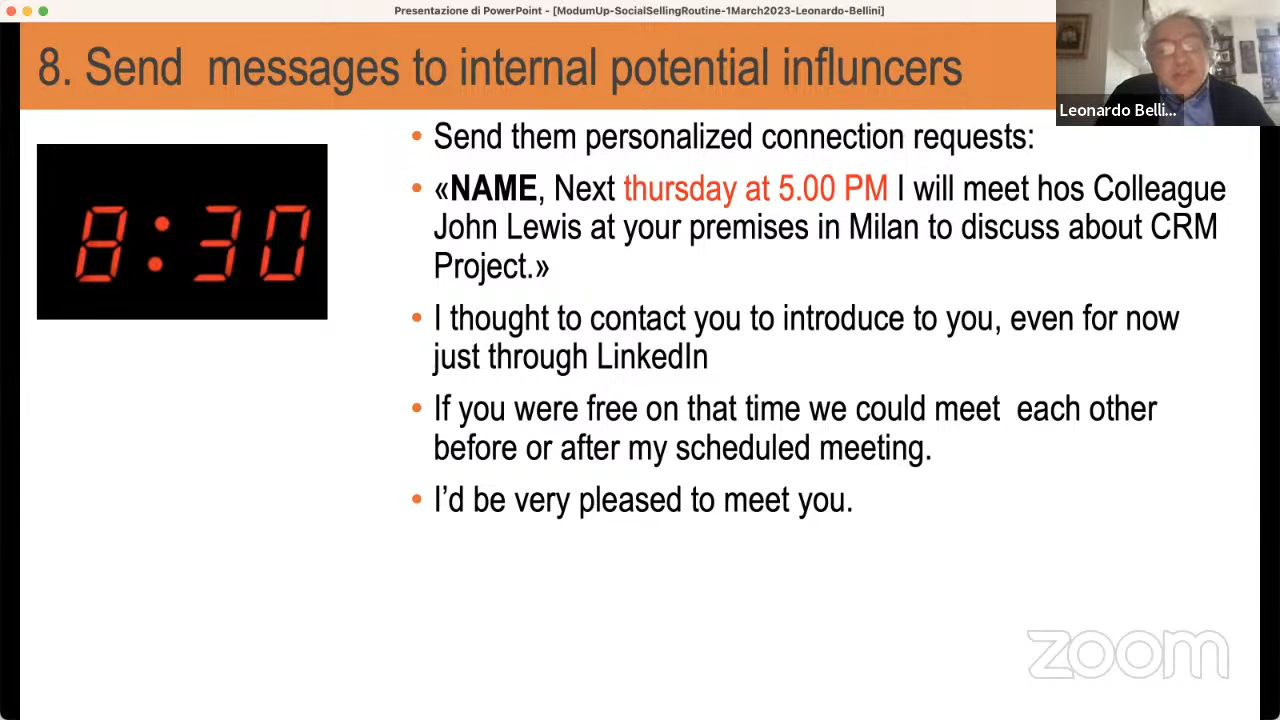 Presentazione di PowerPoint - [ModumUp-SocialSellingRoutine-1March2023-Leonardo-Bellini]
8. Send messages to internal potential influncers
Leonardo Belli...
8:30
• Send them personalized connection requests:
• «NAME, Next thursday at 5.00 PM I will meet hos Colleague
John Lewis at your premises in Milan to discuss about CRM
Project.»
• I thought to contact you to introduce to you, even for now
just through LinkedIn
• If you were free on that time we could meet each other
before or after my scheduled meeting.
• I’d be very pleased to meet you.
zoom